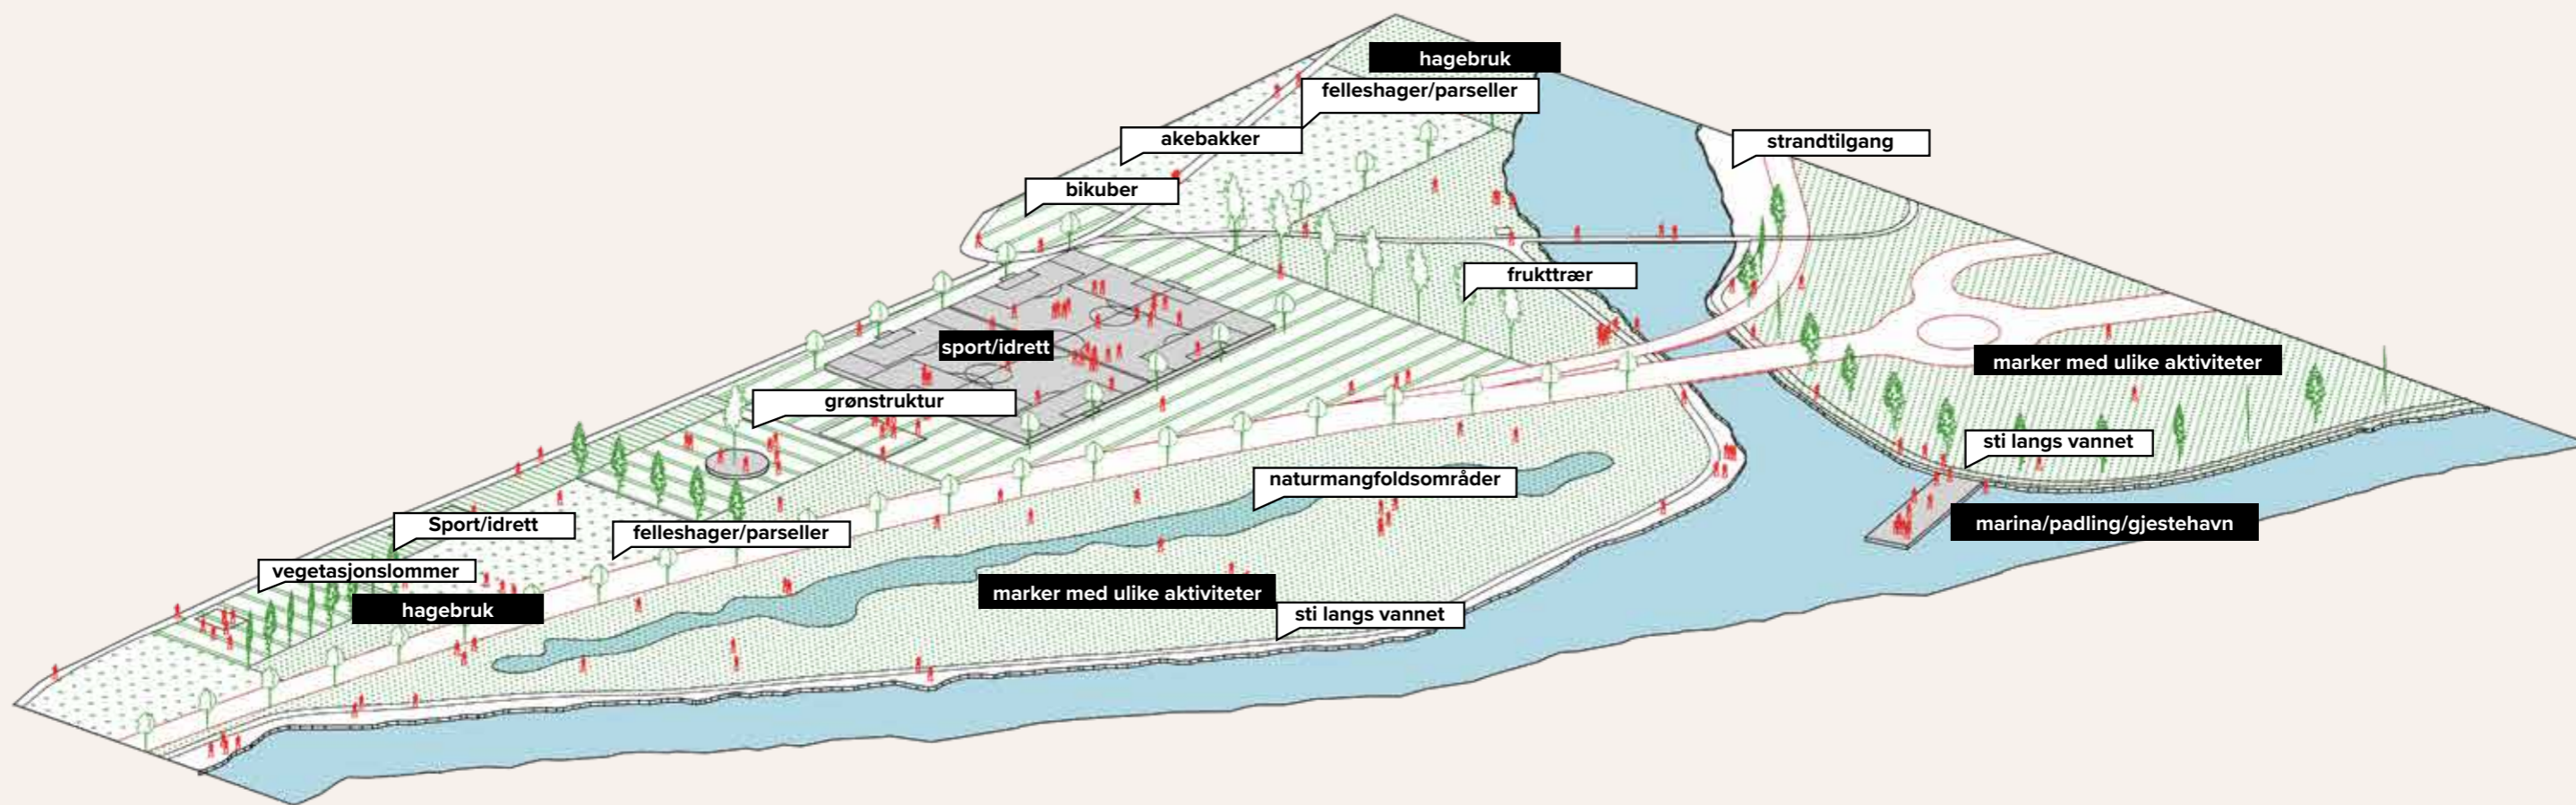 hagebruk
felleshager/parseller
akebakker
strandtilgang
bikuber
frukttrær
sport/idrett
marker med ulike aktiviteter
grønstruktur
sti langs vannet
naturmangfoldsområder
Sport/idrett
felleshager/parseller
marina/padling/gjestehavn
vegetasjonslommer
hagebruk
marker med ulike aktiviteter
sti langs vannet